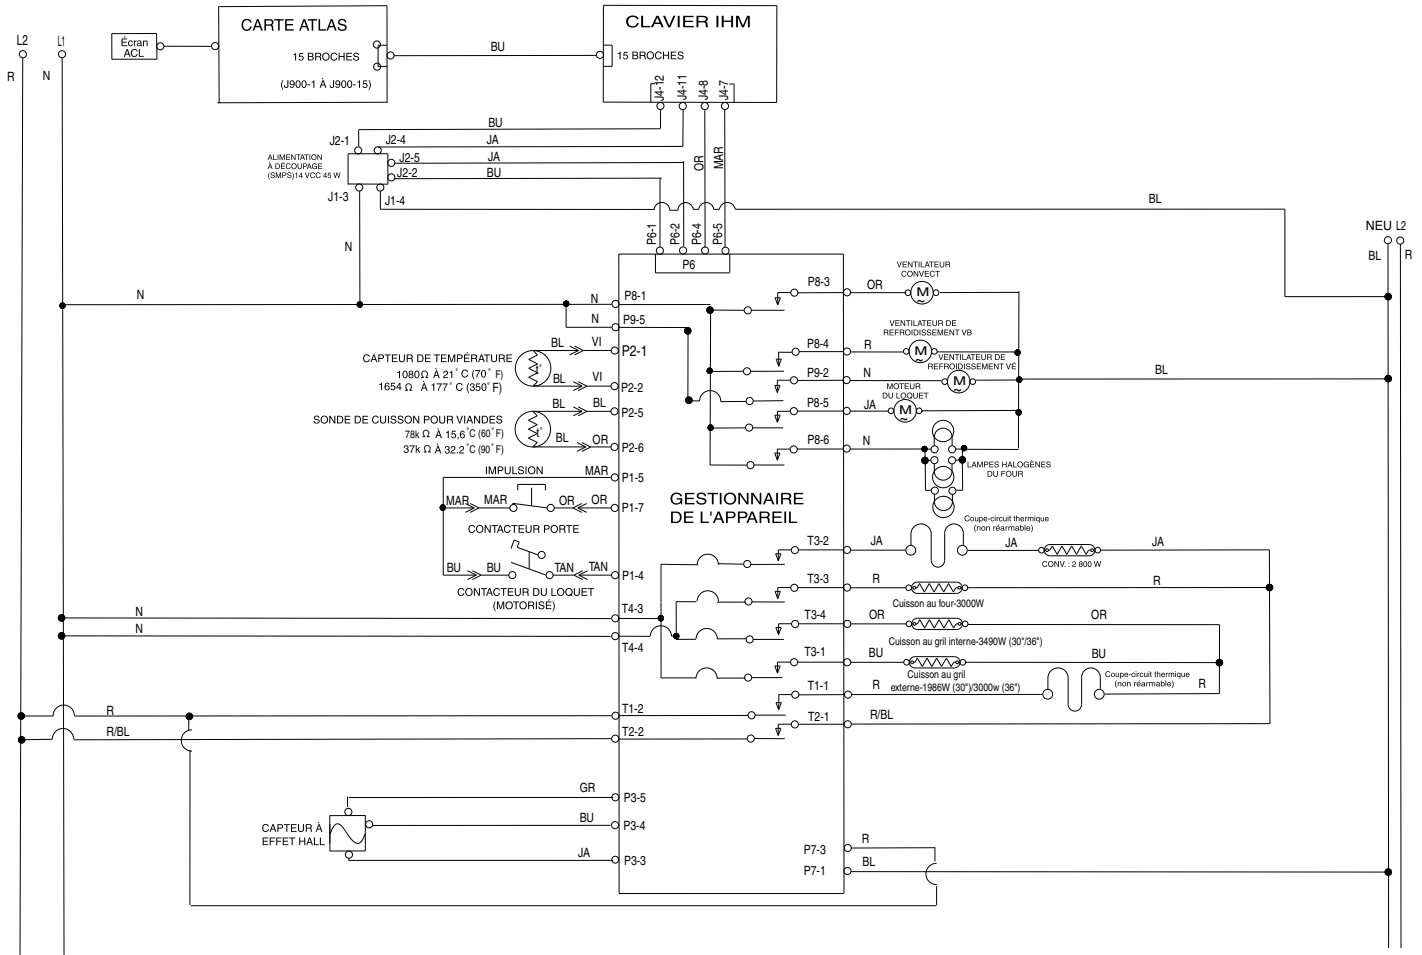 CARTE ATLAS
CLAVIER IHM
L2
L1
Écran
ACL
15 BROCHES
BU
15 BROCHES
R
N
(J900-1 À J900-15)
J4-12
J4-11
J4-8
J4-7
BU
J2-1
J2-4
JA
ALIMENTATION
À DÉCOUPAGE
(SMPS)14 VCC 45 W
J2-5
JA
J2-2
BU
OR
MAR
J1-3
J1-4
BL
NEU L2
BL
R
N
P6-1
P6-2
P6-4
P6-5
P6
VENTILATEUR
CONVECT
P8-3
OR
M
N
N
P8-1
N
P9-5
VENTILATEUR DE
REFROIDISSEMENT VB
P8-4
R
M
CAPTEUR DE TEMPÉRATURE
1080Ω À 21°C (70°F)
1654 Ω À 177°C (350°F)
BL
VI
P2-1
BL
VI
P2-2
VENTILATEUR DE
REFROIDISSEMENT VE
P9-2
N
M
BL
MOTEUR
DU LOQUET
P8-5
JA
M
SONDE DE CUISSON POUR VIANDES
78k Ω À 15,6°C (60°F)
37k Ω À 32.2°C (90°F)
BL
BL
P2-5
BL
OR
P2-6
P8-6
N
LAMPES HALOGÈNES
DU FOUR
IMPULSION
MAR
P1-5
MAR
MAR
OR
OR
P1-7
CONTACTEUR PORTE
GESTIONNAIRE
DE L'APPAREIL
BU
BU
TAN
TAN
P1-4
CONTACTEUR DU LOQUET
(MOTORISÉ)
Coupe-circuit thermique
(non réarmable)
T3-2
JA
JA
JA
CONV. : 2 800 W
T3-3
R
R
Cuisson au four-3000W
N
T4-3
T3-4
OR
OR
Cuisson au gril interne-3490W (30"/36")
N
T4-4
T3-1
BU
BU
Cuisson au gril
externe-1986W (30")/3000w (36")
Coupe-circuit thermique
(non réarmable)
T1-1
R
R
R
T1-2
T2-1
R/BL
R/BL
T2-2
GR
P3-5
CAPTEUR À
EFFET HALL
BU
P3-4
JA
P3-3
P7-3
R
P7-1
BL